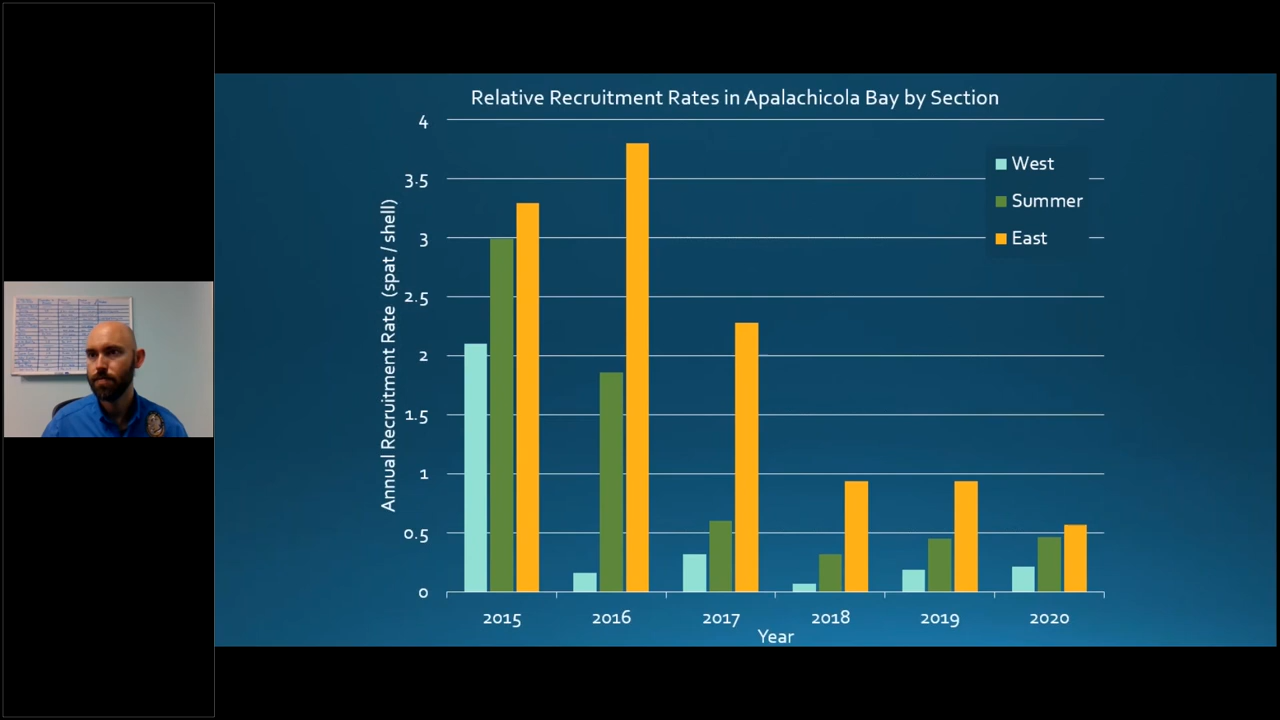 Relative Recruitment Rates in Apalachicola Bay by Section
4
3.5
3
2.5
2
1.5
1
0.5
0
Annual Recruitment Rate (spat / shell)
West
Summer
East
2015 2016 2017 2018 2019 2020
Year